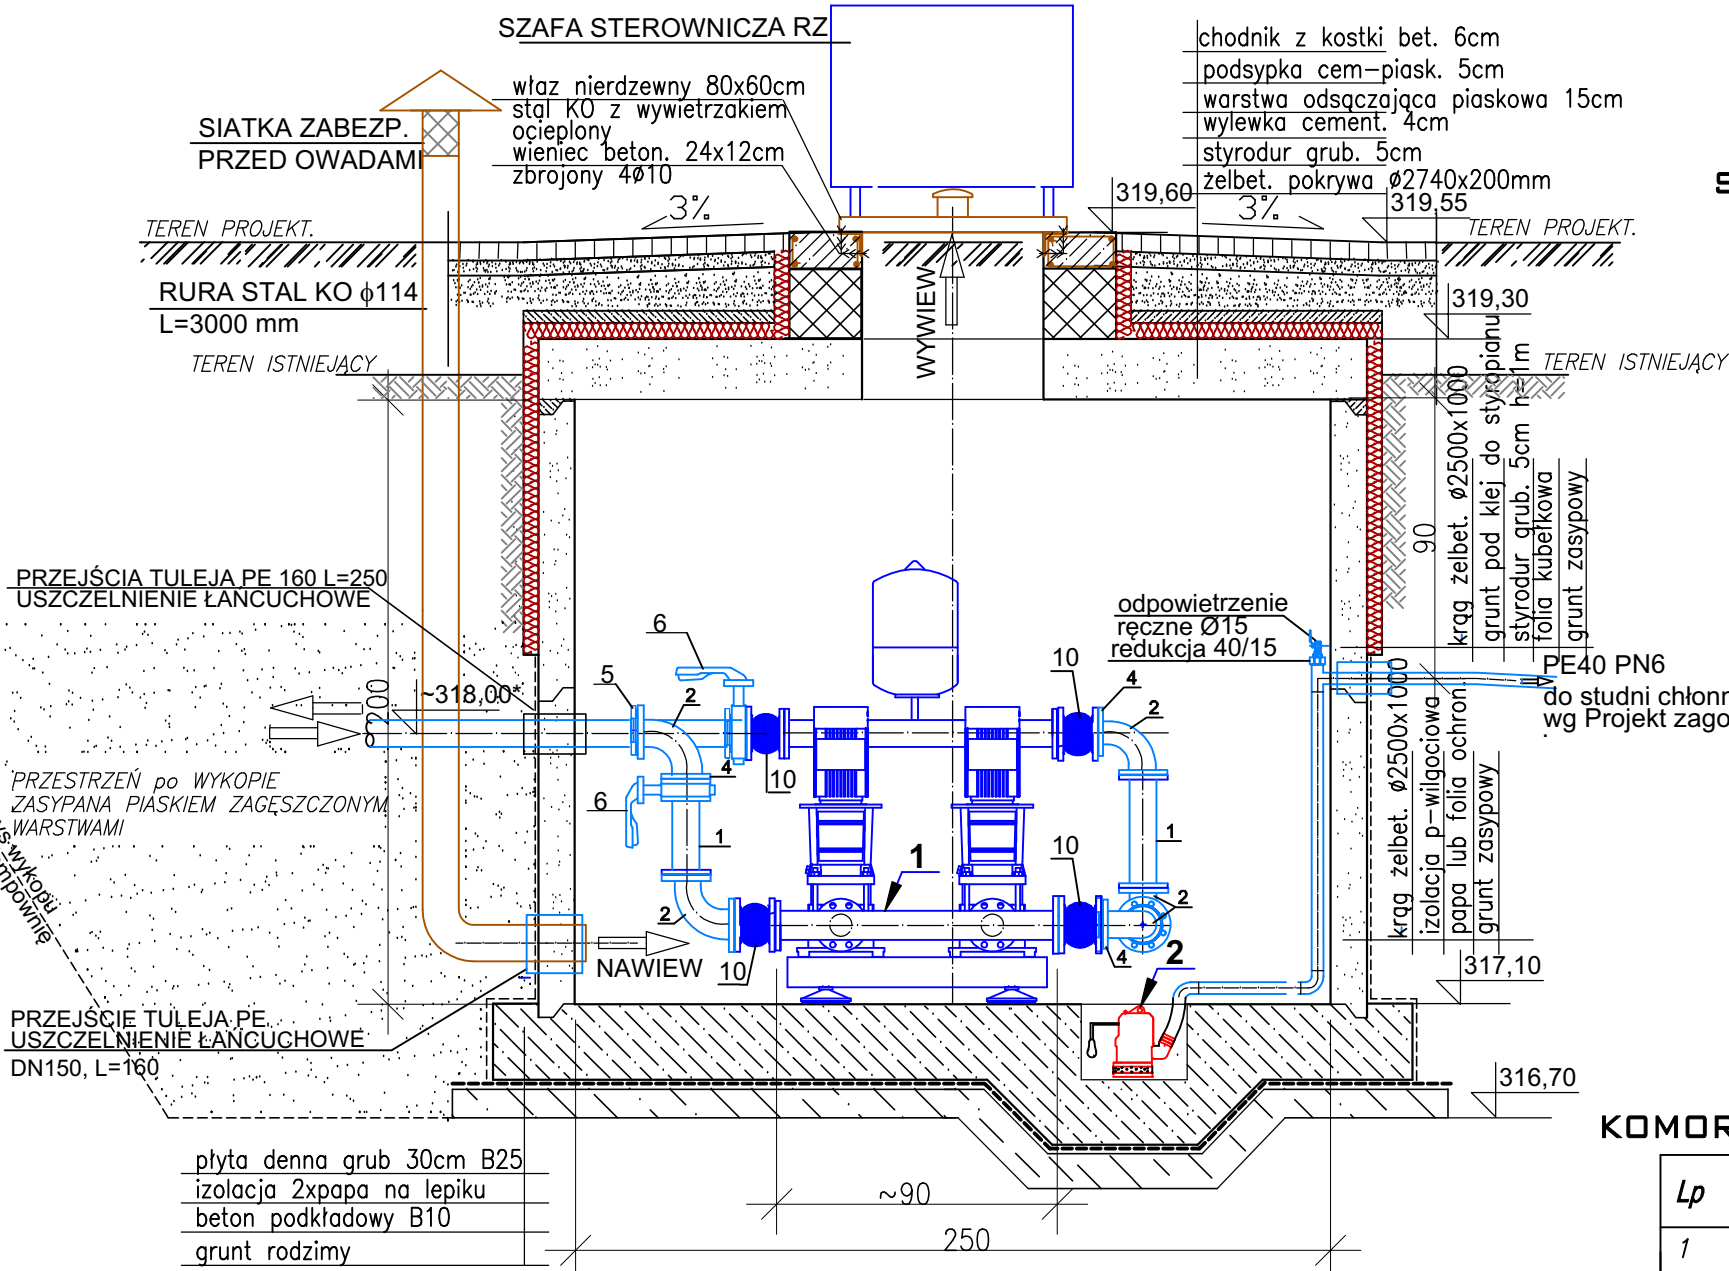 SZAFA STEROWNICZA RZ
chodnik z kostki bet. 6cm
podsypka cem-piask. 5cm
warstwa odsączająca piaskowa 15cm
wylewka cement. 4cm
styrodur grub. 5cm
żelbet. pokrywa ø2740x200mm
właz nierdzewny 80x60cm
stal KO z wywietrzakiem
ocieplony
wieniec beton. 24x12cm
zbrojony 4ø10
SIATKA ZABEZP.
PRZED OWADAMI
S
3%
319,60
3%
319,55
TEREN PROJEKT.
TEREN PROJEKT.
RURA STAL KO ϕ114
L=3000 mm
WYWIEW
319,30
TEREN ISTNIEJĄCY
TEREN ISTNIEJĄCY
krąg żelbet. ø2500x1000
grunt pod klej do styropianu
styrodur grub. 5cm h=1m
folia kubełkowa
grunt zasypowy
90
PRZEJŚCIA TULEJA PE 160 L=250
USZCZELNIENIE ŁAŃCUCHOWE
odpowietrzenie
ręczne Ø15
redukcja 40/15
6
5
2
10
4
2
~318,00*
200
PE40 PN6
do studni chłonn
wg Projekt zago
krąg żelbet. ø2500x1000
izolacja p-wilgociowa
papa lub folia ochron.
grunt zasypowy
PRZESTRZEŃ po WYKOPIE
ZASYPANA PIASKIEM ZAGĘSZCZONYM
WARSTWAMI
wykopu
mpownię
4
10
6
1
1
1
10
2
2
10
4
2
NAWIEW
317,10
PRZEJŚCIE TULEJA PE
USZCZELNIENIE ŁAŃCUCHOWE
DN150, L=160
316,70
płyta denna grub 30cm B25
izolacja 2xpapa na lepiku
beton podkładowy B10
grunt rodzimy
~90
250
KOMOR
Lp
1